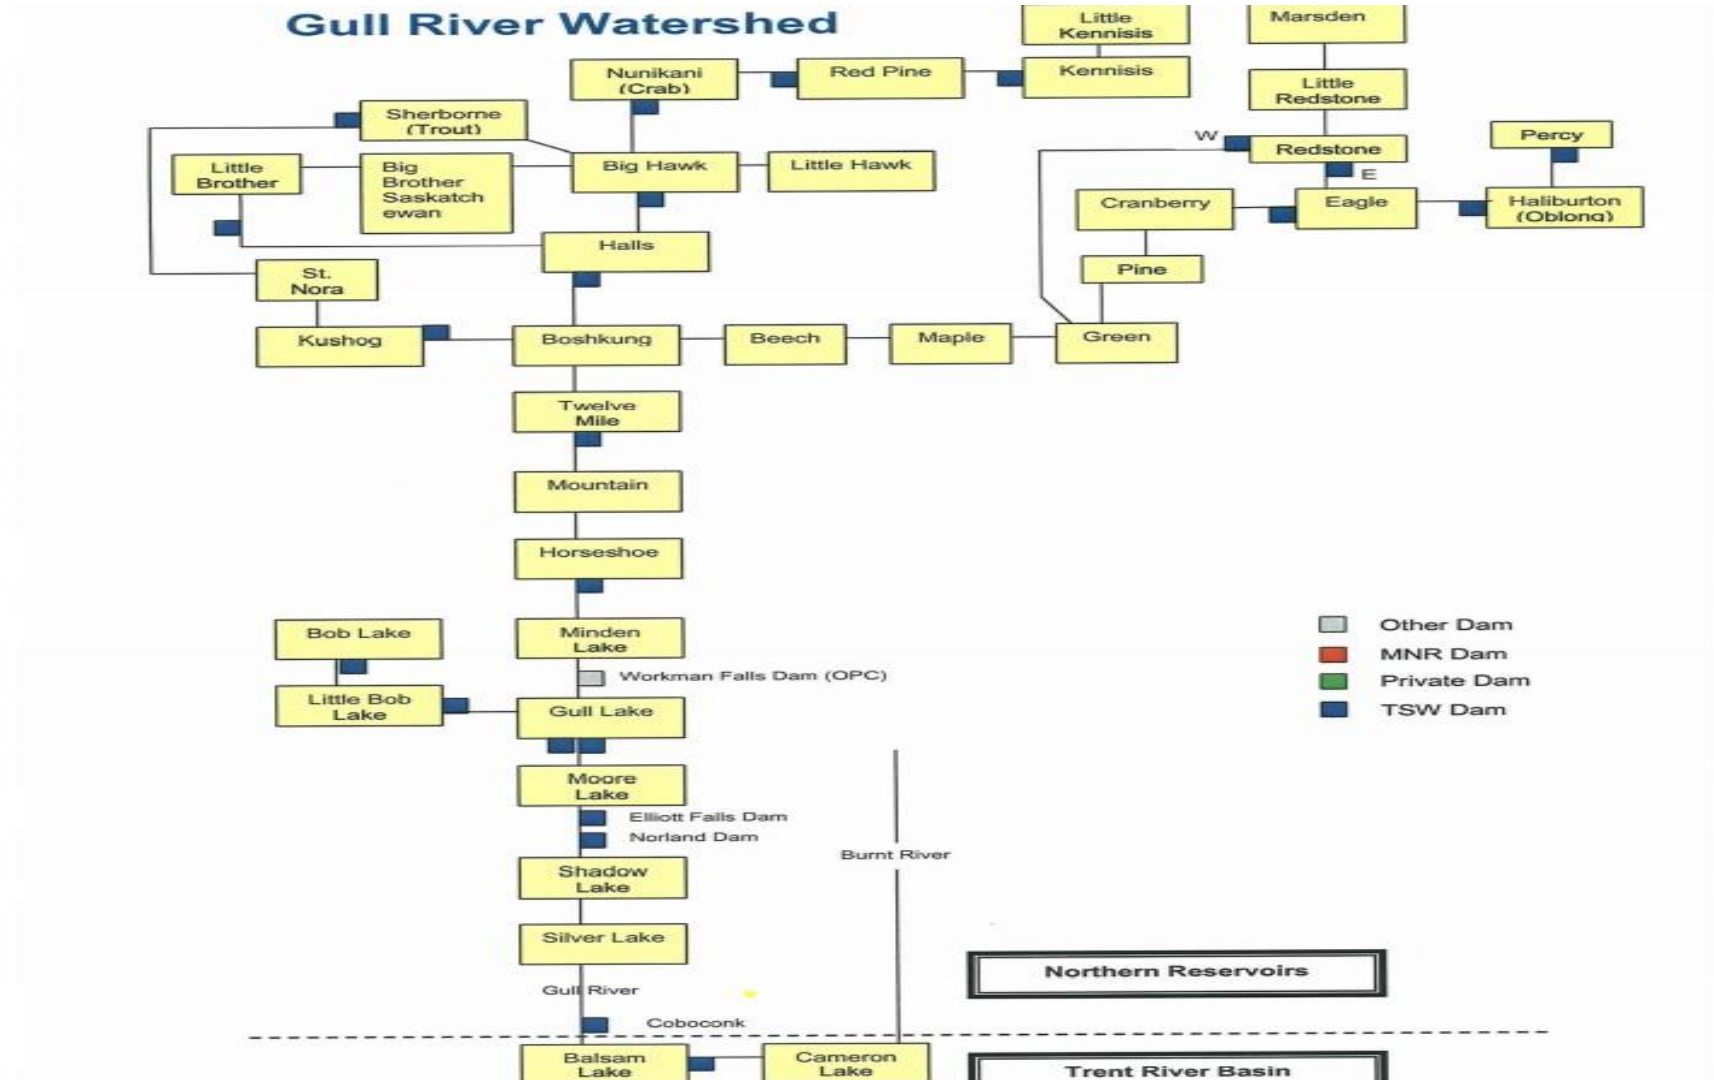 Gull River Watershed
Little
Kennisis
Marsden
Nunikani
(Crab)
Red Pine
Kennisis
Little
Redstone
Sherborne
(Trout)
W
Redstone
Percy
Little
Brother
Big
Brother
Saskatch
ewan
Big Hawk
Little Hawk
E
Cranberry
Eagle
Haliburton
(Oblong)
Halls
St.
Nora
Pine
Kushog
Boshkung
Beech
Maple
Green
Twelve
Mile
Mountain
Horseshoe
Bob Lake
Minden
Lake
Other Dam
MNR Dam
Private Dam
TSW Dam
Workman Falls Dam (OPC)
Little Bob
Lake
Gull Lake
Moore
Lake
Elliott Falls Dam
Norland Dam
Burnt River
Shadow
Lake
Silver Lake
Northern Reservoirs
Gull River
Coboconk
Balsam
Lake
Cameron
Lake
Trent River Basin